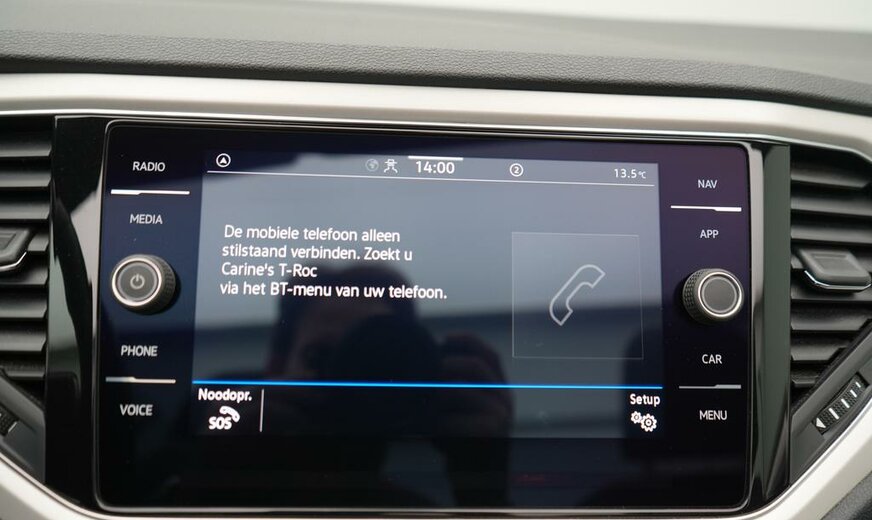 RADIO
MEDIA
PHONE
VOICE
14:00
2
13.5°C
De mobiele telefoon alleen
stilstaand verbinden. Zoekt u
Carine's T-Roc
via het BT-menu van uw telefoon.
Noodopr.
SOS
Setup
NAV
APP
CAR
MENU